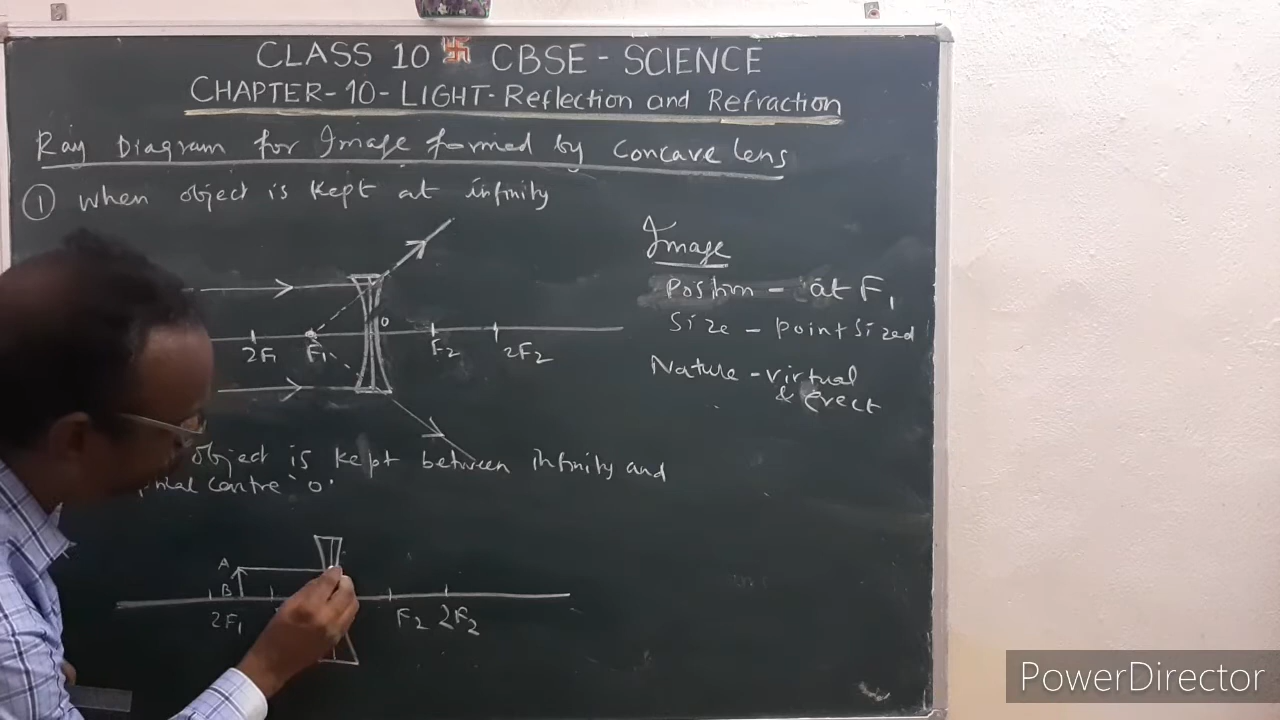 CLASS 10 卐 CBSE - SCIENCE
CHAPTER-10-LIGHT-Reflection and Refraction
Ray Diagram for Image formed by Concave lens
① When object is kept at infinity
O
2F1 F1 F2 2F2
Image
Position - at F1
Size - point sized
Nature - virtual
& Erect
object is kept between infinity and
centre 'O'
A
B
2F1 F2 2F2
PowerDirector